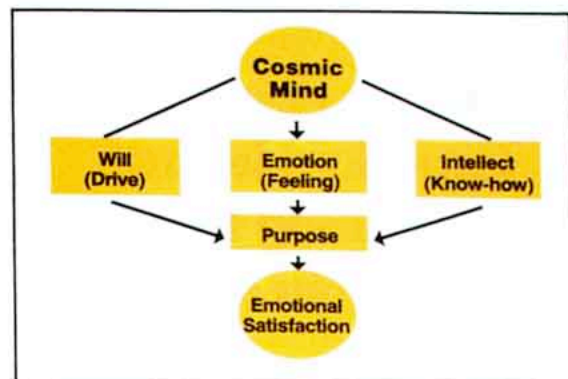 Cosmic
Mind
Will
(Drive)
Emotion
(Feeling)
Intellect
(Know-how)
Purpose
Emotional
Satisfaction